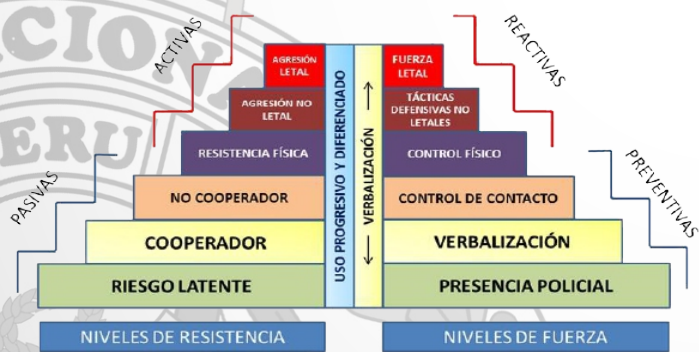 CIONA
PERU
ACTIVAS
REACTIVAS
PASIVAS
PREVENTIVAS
AGRESIÓN
LETAL
AGRESIÓN NO
LETAL
RESISTENCIA FÍSICA
NO COOPERADOR
COOPERADOR
RIESGO LATENTE
NIVELES DE RESISTENCIA
USO PROGRESIVO Y DIFERENCIADO
VERBALIZACIÓN
FUERZA
LETAL
TÁCTICAS
DEFENSIVAS NO
LETALES
CONTROL FÍSICO
CONTROL DE CONTACTO
VERBALIZACIÓN
PRESENCIA POLICIAL
NIVELES DE FUERZA